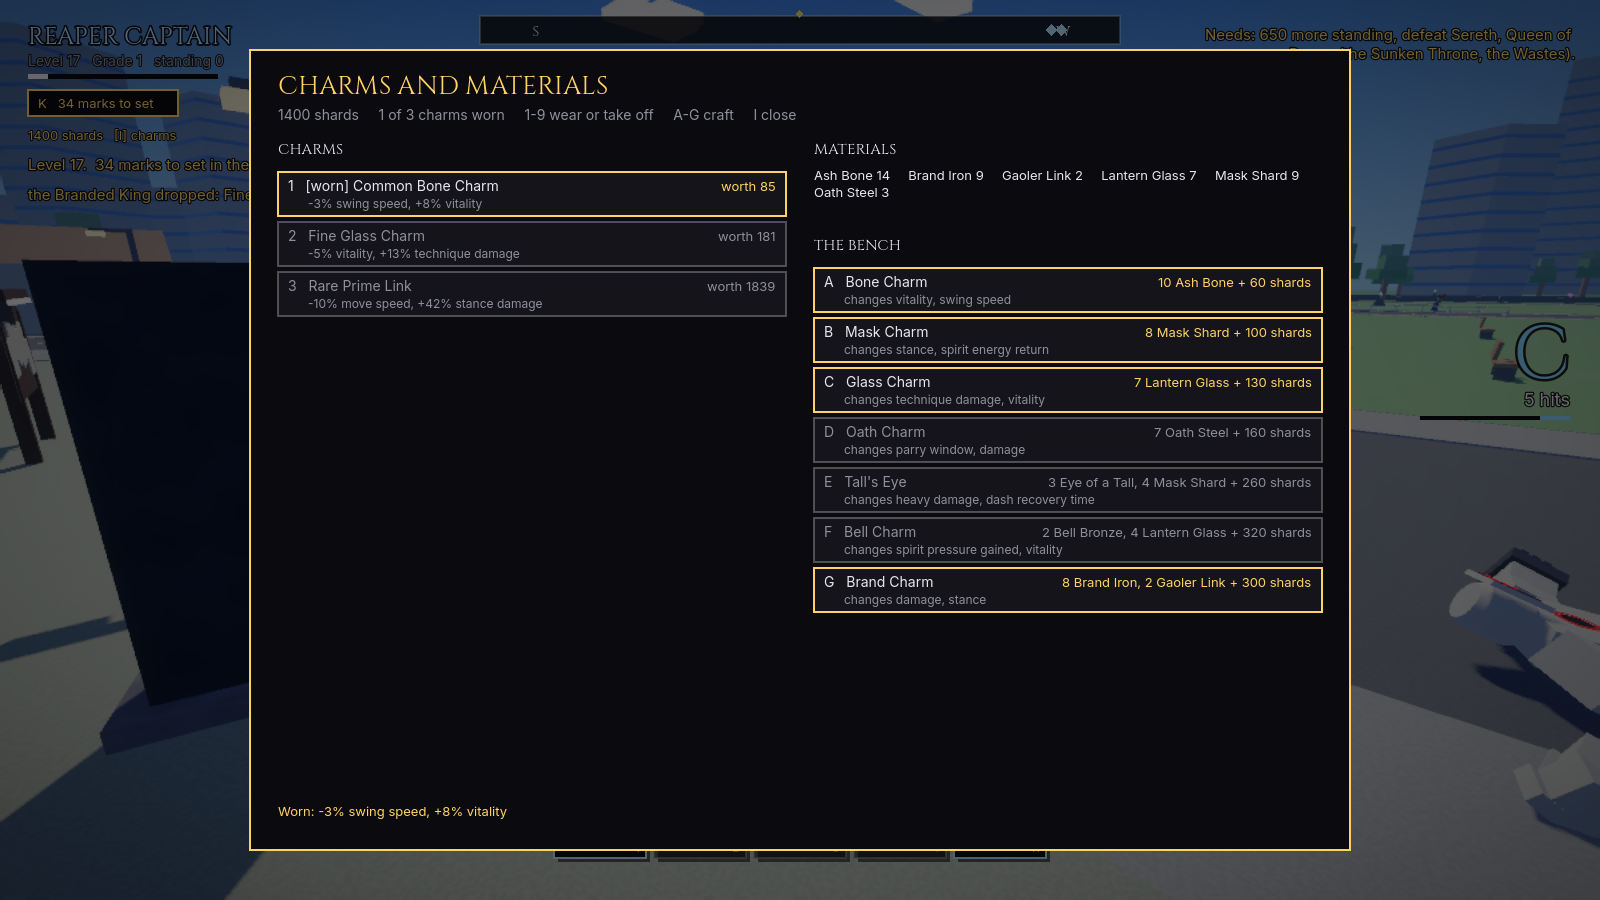 REAPER CAPTAIN
Level 17 Grade 1 standing 0
K 34 marks to set
1400 shards [I] charms
Level 17. 34 marks to set in the
the Branded King dropped: Fine
S
Needs: 650 more standing, defeat Sereth, Queen of
the Sunken Throne, the Wastes).
CHARMS AND MATERIALS
1400 shards 1 of 3 charms worn 1-9 wear or take off A-G craft I close
CHARMS
1 [worn] Common Bone Charm worth 85
-3% swing speed, +8% vitality
2 Fine Glass Charm worth 181
-5% vitality, +13% technique damage
3 Rare Prime Link worth 1839
-10% move speed, +42% stance damage
MATERIALS
Ash Bone 14 Brand Iron 9 Gaoler Link 2 Lantern Glass 7 Mask Shard 9
Oath Steel 3
THE BENCH
A Bone Charm 10 Ash Bone + 60 shards
changes vitality, swing speed
B Mask Charm 8 Mask Shard + 100 shards
changes stance, spirit energy return
C Glass Charm 7 Lantern Glass + 130 shards
changes technique damage, vitality
D Oath Charm 7 Oath Steel + 160 shards
changes parry window, damage
E Tall's Eye 3 Eye of a Tall, 4 Mask Shard + 260 shards
changes heavy damage, dash recovery time
F Bell Charm 2 Bell Bronze, 4 Lantern Glass + 320 shards
changes spirit pressure gained, vitality
G Brand Charm 8 Brand Iron, 2 Gaoler Link + 300 shards
changes damage, stance
Worn: -3% swing speed, +8% vitality
C
5 hits